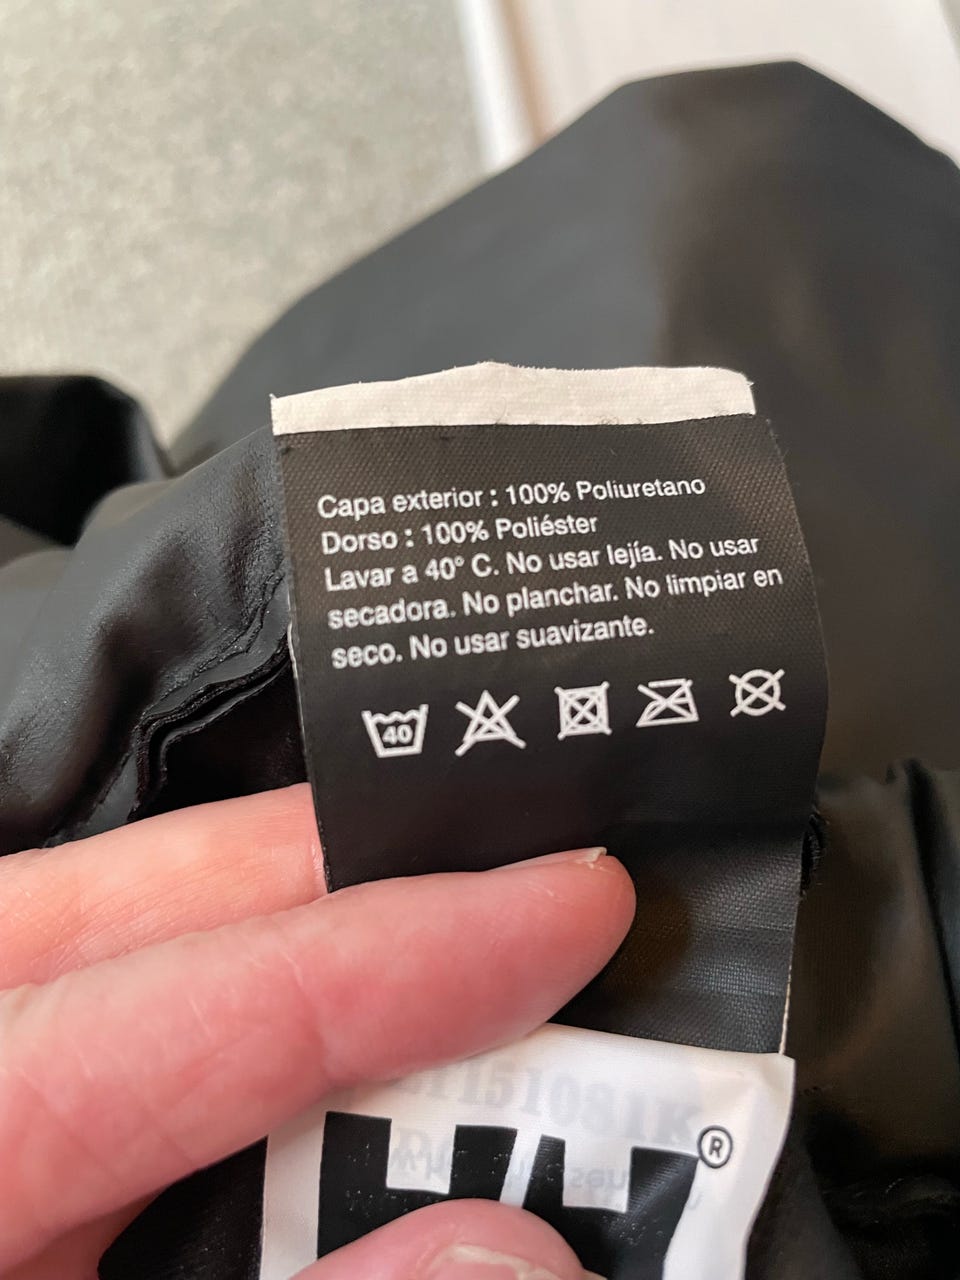 Capa exterior : 100% Poliuretano
Dorso : 100% Poliéster
Lavar a 40° C. No usar lejía. No usar
secadora. No planchar. No limpiar en
seco. No usar suavizante.
40
®